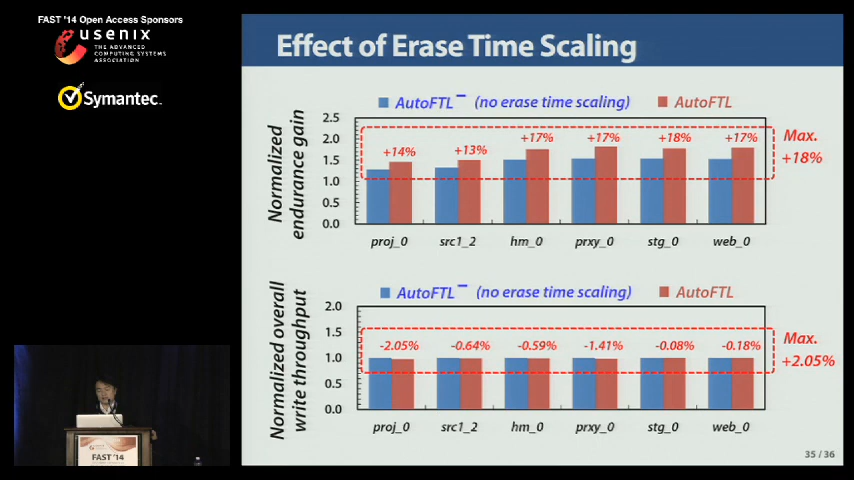 FAST '14 Open Access Sponsors
usenix
THE ADVANCED
COMPUTING SYSTEMS
ASSOCIATION
Symantec.
Effect of Erase Time Scaling
AutoFTL− (no erase time scaling) AutoFTL
Normalized
endurance gain
2.5
2.0
1.5
1.0
0.5
0.0
+14% +13% +17% +17% +18% +17%
Max.
+18%
proj_0 src1_2 hm_0 prxy_0 stg_0 web_0
AutoFTL− (no erase time scaling) AutoFTL
Normalized overall
write throughput
2.0
1.5
1.0
0.5
0.0
-2.05% -0.64% -0.59% -1.41% -0.08% -0.18%
Max.
+2.05%
proj_0 src1_2 hm_0 prxy_0 stg_0 web_0
35 / 36
FAST '14